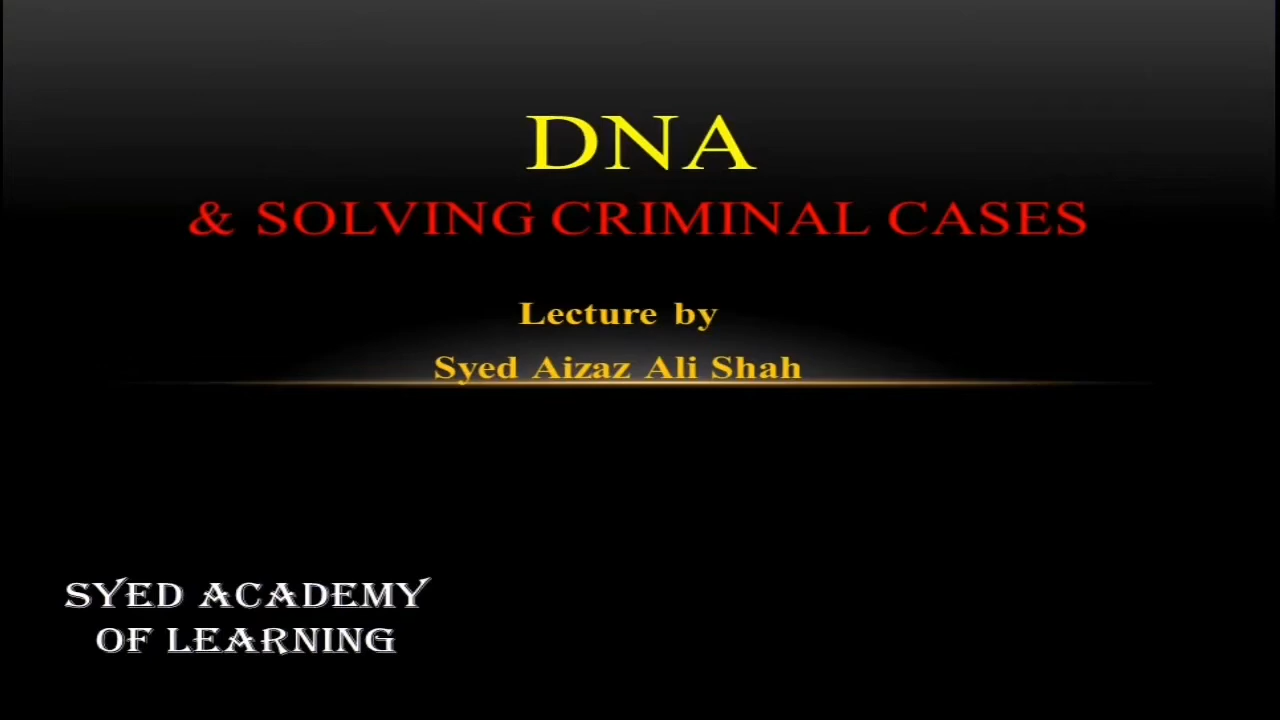 DNA
& SOLVING CRIMINAL CASES
Lecture by
Syed Aizaz Ali Shah
SYED ACADEMY
OF LEARNING